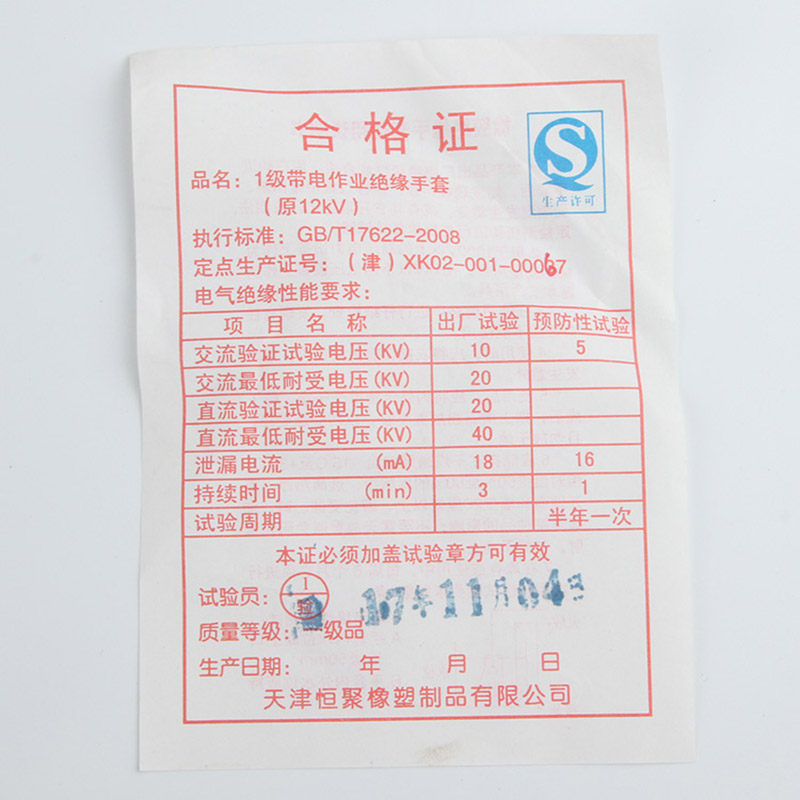 合格证
生产许可
品名：1级带电作业绝缘手套
（原12kV）
执行标准：GB/T17622-2008
定点生产证号：（津）XK02-001-00067
电气绝缘性能要求：
项目名称 出厂试验 预防性试验
交流验证试验电压(KV) 10 5
交流最低耐受电压(KV) 20
直流验证试验电压(KV) 20
直流最低耐受电压(KV) 40
泄漏电流 (mA) 18 16
持续时间 (min) 3 1
试验周期 半年一次
本证必须加盖试验章方可有效
试验员： 1 验 17年11月04日
质量等级：一级品
生产日期： 年 月 日
天津恒聚橡塑制品有限公司